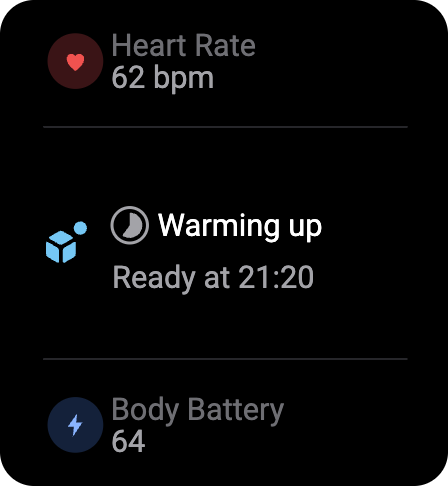 Heart Rate
62 bpm
Warming up
Ready at 21:20
Body Battery
64